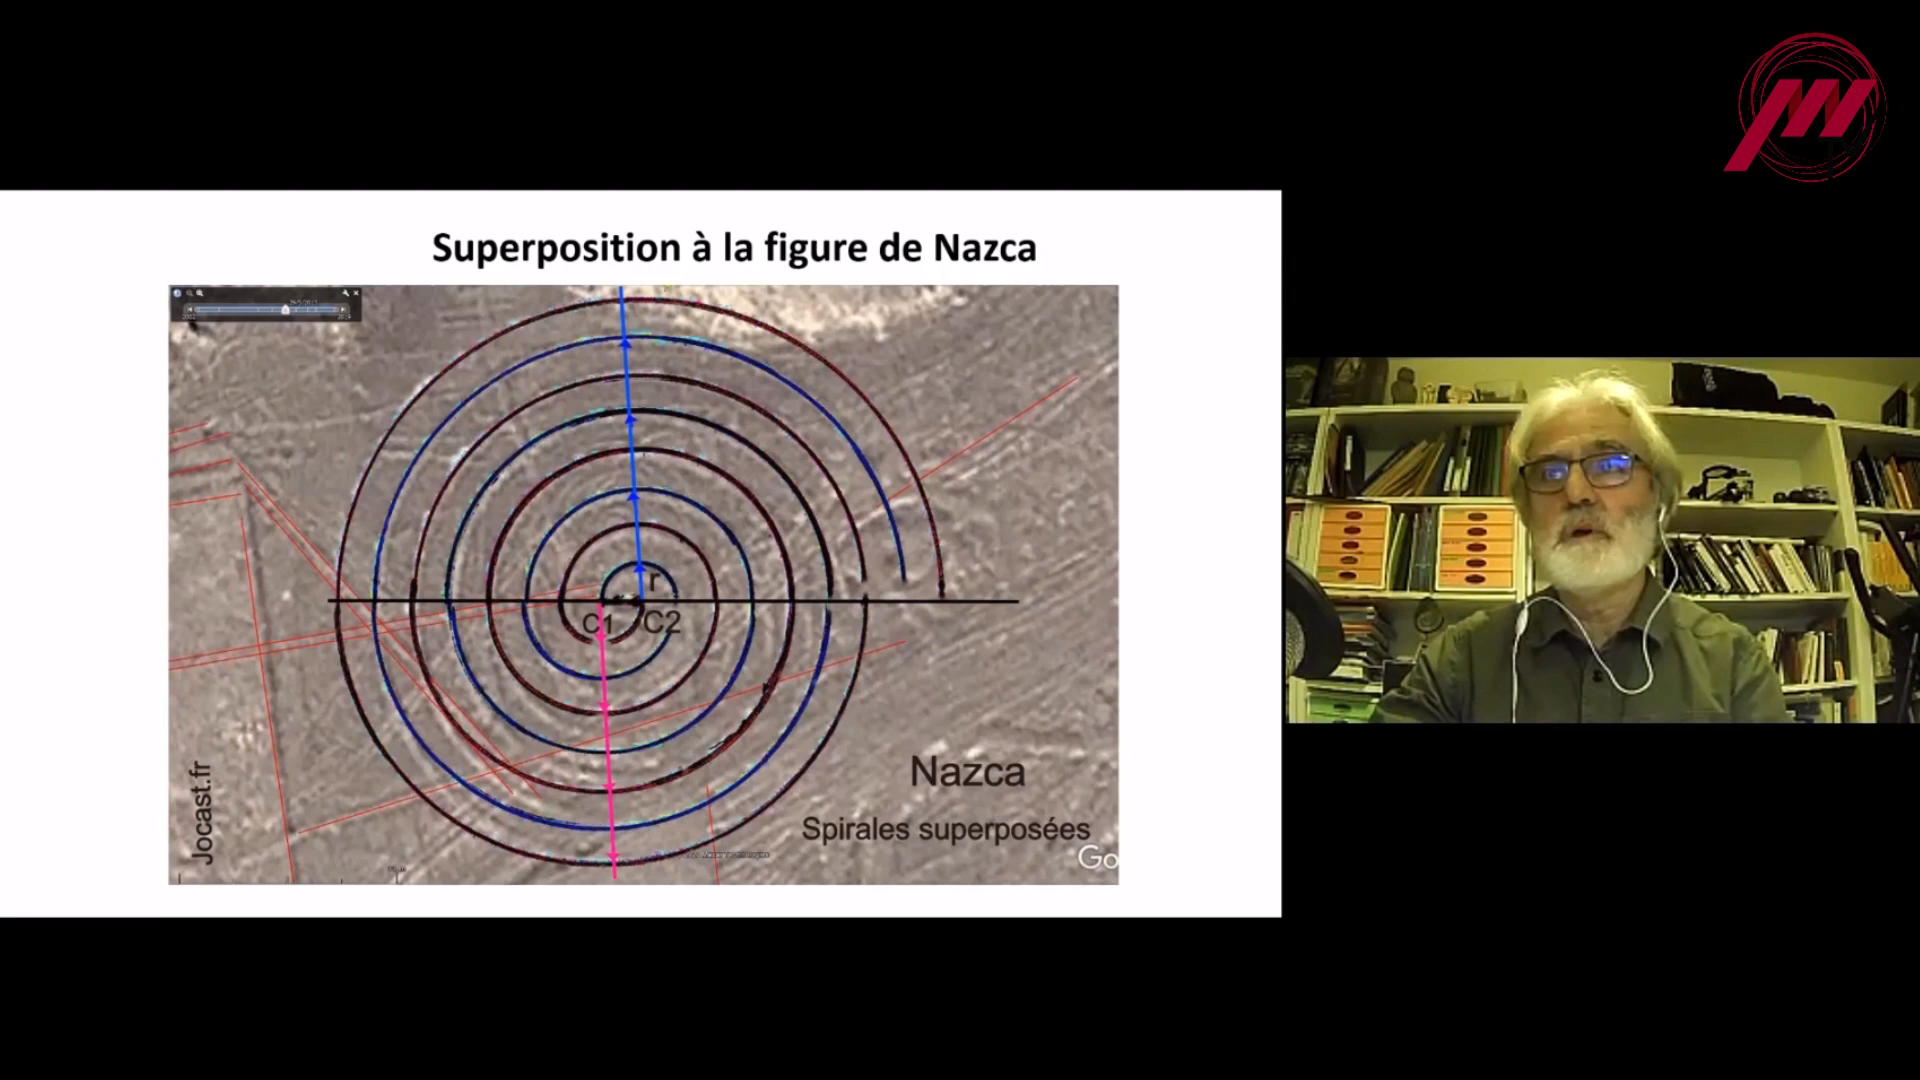 Superposition à la figure de Nazca
r
C1
C2
Nazca
Spirales superposées
Jocast.fr
Go